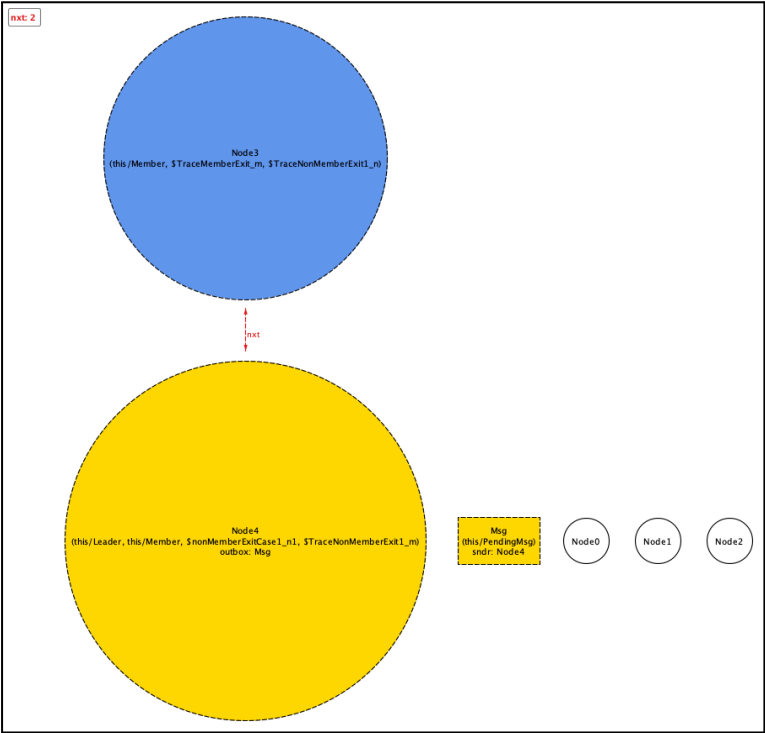 nxt: 2
Node3
(this/Member, $TraceMemberExit_m, $TraceNonMemberExit1_n)
nxt
Node4
(this/Leader, this/Member, $nonMemberExitCase1_n1, $TraceNonMemberExit1_m)
outbox: Msg
Msg
(this/PendingMsg)
sndr: Node4
Node0
Node1
Node2